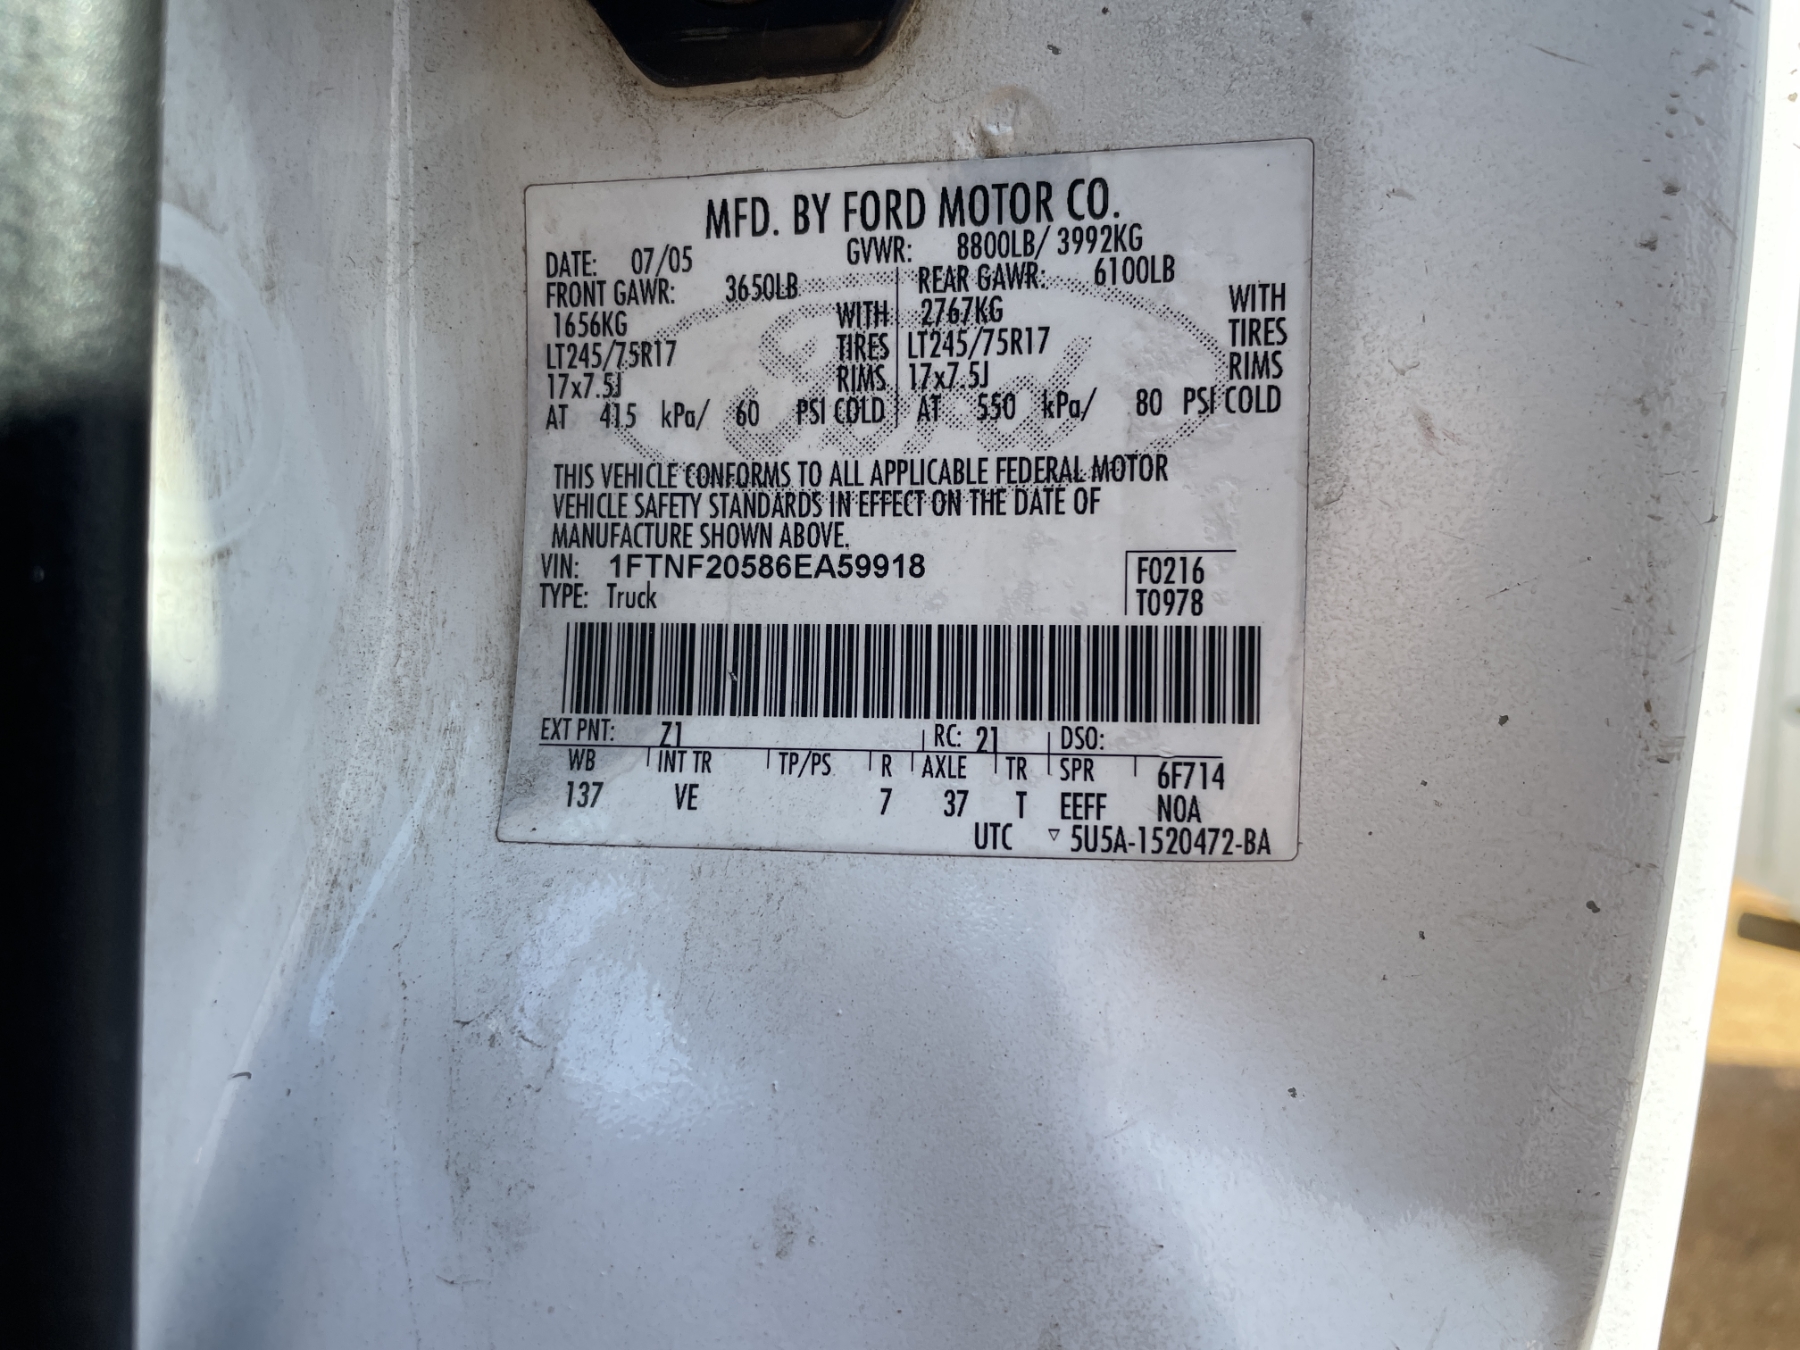 MFD. BY FORD MOTOR CO.
DATE: 07/05 GVWR: 8800LB/ 3992KG
FRONT GAWR: 3650LB REAR GAWR: 6100LB
1656KG WITH 2767KG WITH
LT245/75R17 TIRES LT245/75R17 TIRES
17x7.5J RIMS 17x7.5J RIMS
AT 415 kPa/ 60 PSI COLD AT 550 kPa/ 80 PSI COLD
THIS VEHICLE CONFORMS TO ALL APPLICABLE FEDERAL MOTOR
VEHICLE SAFETY STANDARDS IN EFFECT ON THE DATE OF
MANUFACTURE SHOWN ABOVE.
VIN: 1FTNF20586EA59918 F0216
TYPE: Truck T0978
EXT PNT: Z1 RC: 21 DSO:
WB INT TR TP/PS R AXLE TR SPR 6F714
137 VE 7 37 T EEFF NOA
UTC ▽ 5U5A-1520472-BA